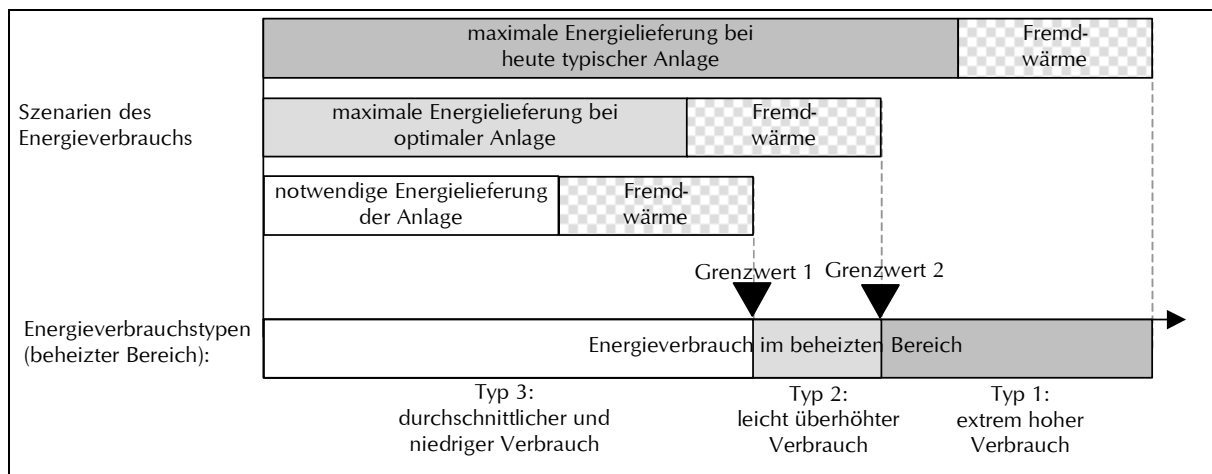 maximale Energielieferung bei
heute typischer Anlage
Fremd-
wärme
Szenarien des
Energieverbrauchs
maximale Energielieferung bei
optimaler Anlage
Fremd-
wärme
notwendige Energielieferung
der Anlage
Fremd-
wärme
Grenzwert 1
Grenzwert 2
Energieverbrauchstypen
(beheizter Bereich):
Energieverbrauch im beheizten Bereich
Typ 3:
durchschnittlicher und
niedriger Verbrauch
Typ 2:
leicht überhöhter
Verbrauch
Typ 1:
extrem hoher
Verbrauch